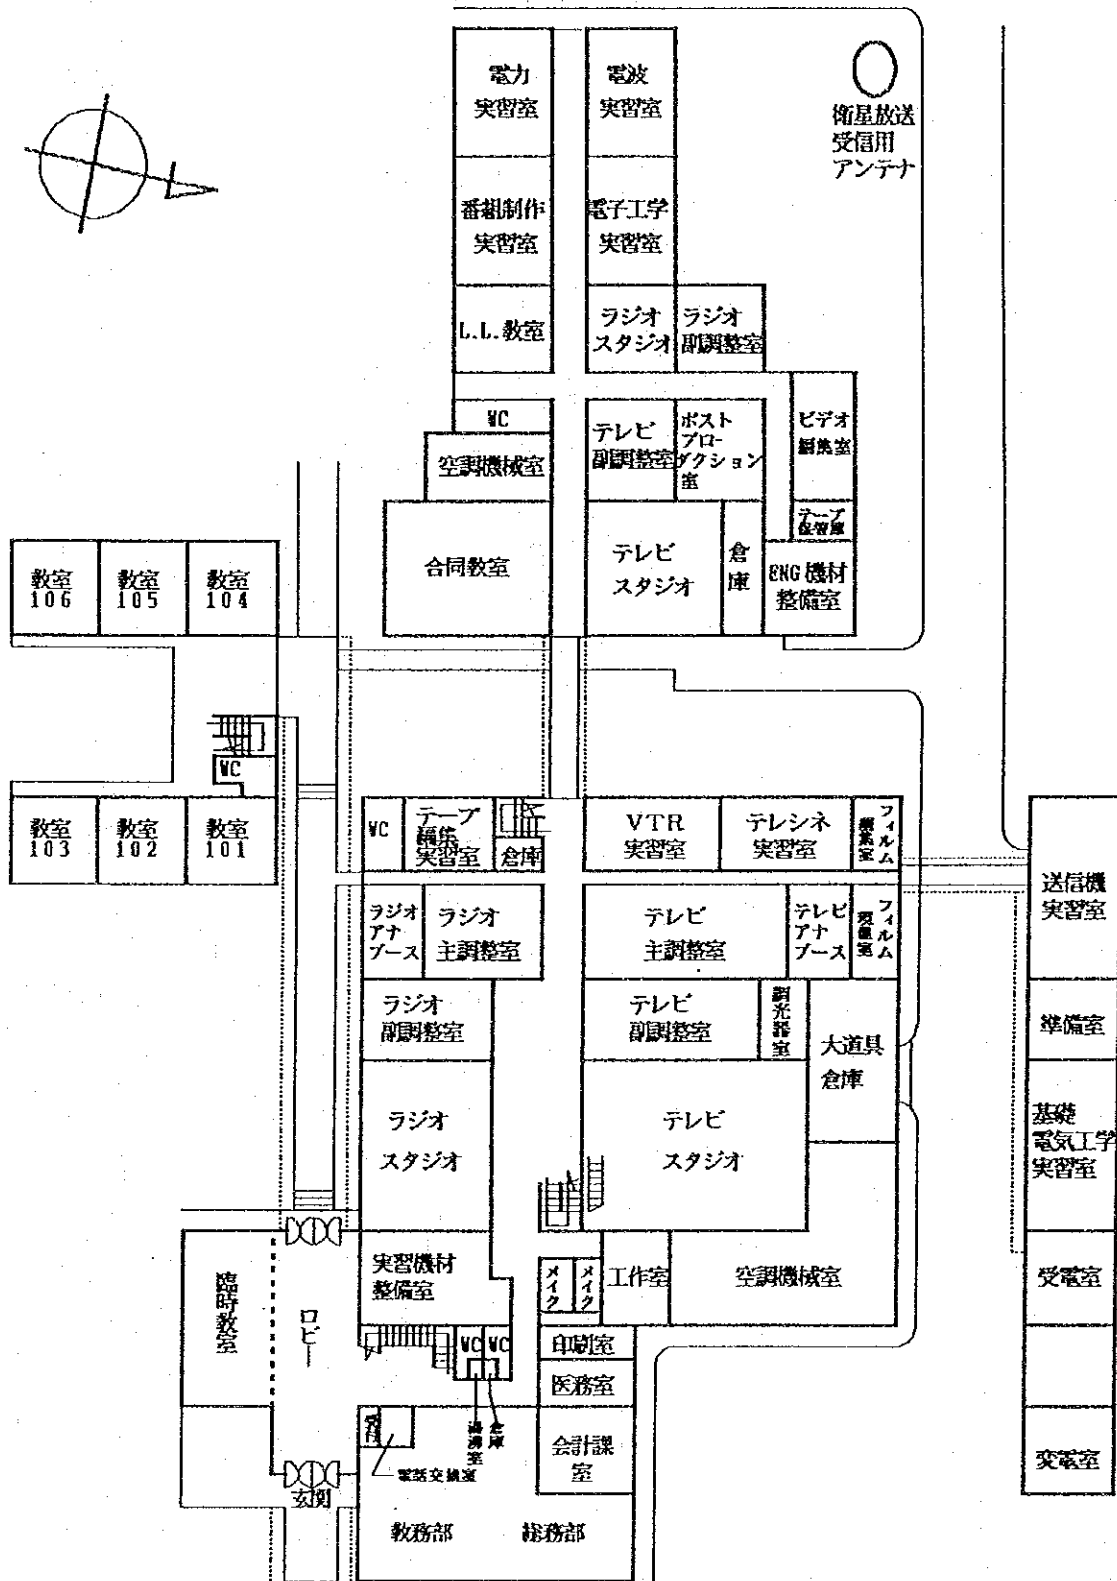 電力
実習室
電波
実習室
衛星放送
受信用
アンテナ
番組制作
実習室
電子工学
実習室
L.L.教室
ラジオ
スタジオ
ラジオ
副調整室
WC
空調機械室
テレビ
副調整室
ポスト
プロー
ダクション
室
ビデオ
編集室
テープ
保管庫
合同教室
テレビ
スタジオ
倉
庫
ENG機材
整備室
教室
106
教室
105
教室
104
WC
教室
103
教室
102
教室
101
WC
テープ
編集
実習室
倉庫
VTR
実習室
テレシネ
実習室
フィルム
編集室
送信機
実習室
ラジオ
アナ
ブース
ラジオ
主調整室
テレビ
主調整室
テレビ
アナ
ブース
フィルム
現像室
ラジオ
副調整室
テレビ
副調整室
調光器室
大道具
倉庫
準備室
ラジオ
スタジオ
テレビ
スタジオ
基礎
電気工学
実習室
臨時教室
ロビー
実習機材
整備室
メイク
メイク
工作室
空調機械室
受電室
WC
WC
印刷室
医務室
受付
湯沸室
倉庫
会計課
室
電話交換室
玄関
教務部
総務部
変電室